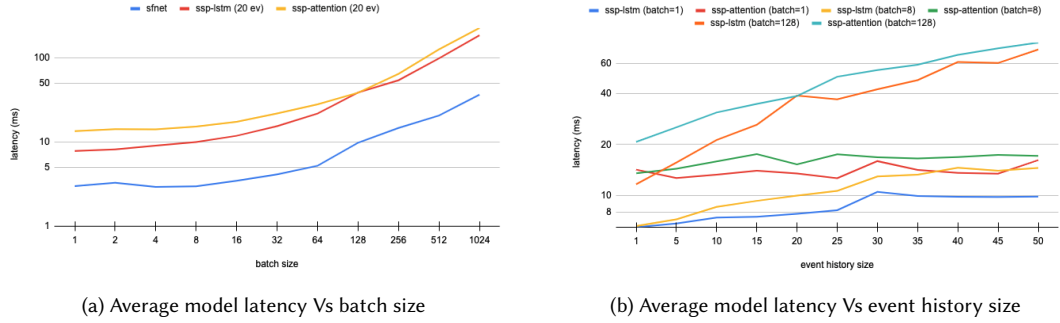 sfnet ssp-lstm (20 ev) ssp-attention (20 ev)
100
50
10
5
1
latency (ms)
1 2 4 8 16 32 64 128 256 512 1024
batch size
(a) Average model latency Vs batch size
ssp-lstm (batch=1) ssp-attention (batch=1) ssp-lstm (batch=8) ssp-attention (batch=8)
ssp-lstm (batch=128) ssp-attention (batch=128)
60
40
20
10
8
latency (ms)
1 5 10 15 20 25 30 35 40 45 50
event history size
(b) Average model latency Vs event history size